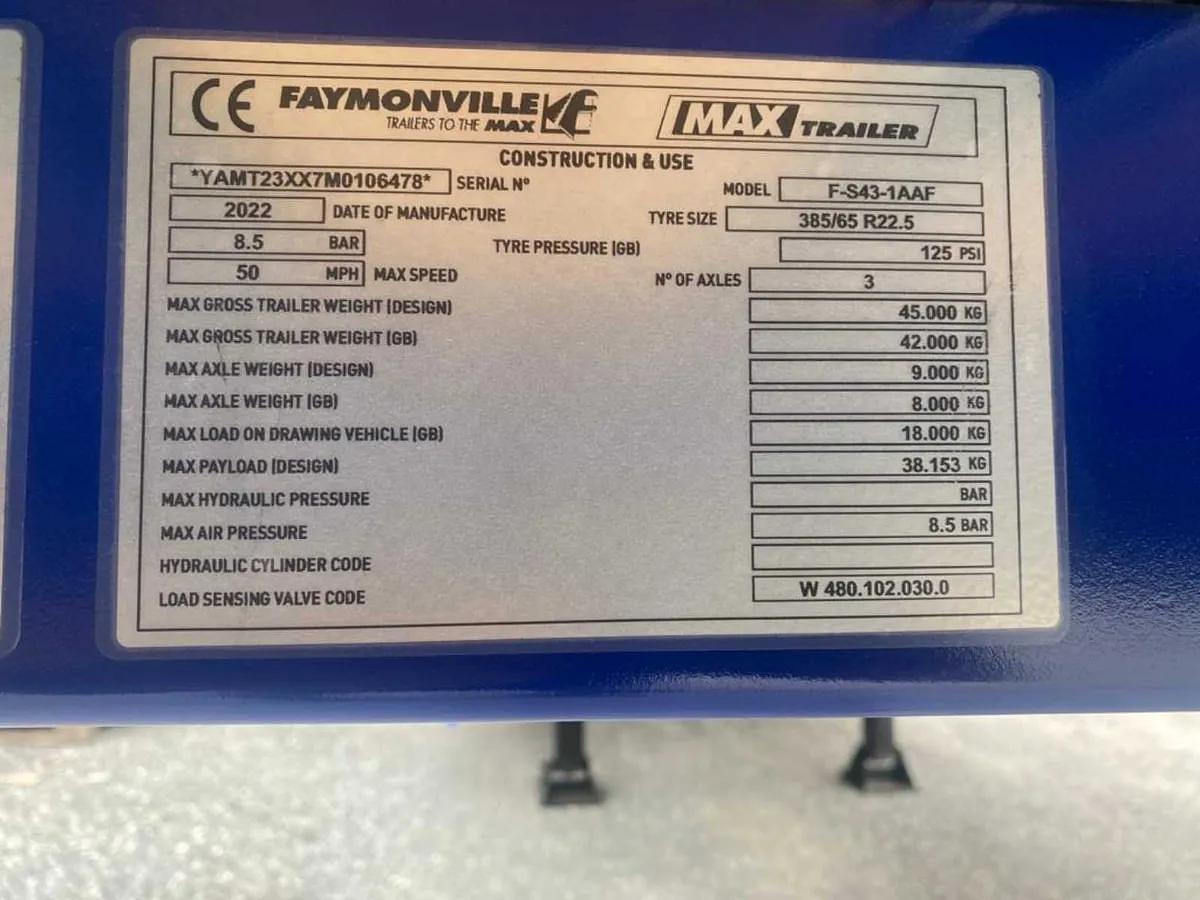 CE FAYMONVILLE MAX TRAILER
TRAILERS TO THE MAX
CONSTRUCTION & USE
*YAMT23XX7M0106478* SERIAL Nº MODEL F-S43-1AAF
2022 DATE OF MANUFACTURE TYRE SIZE 385/65 R22.5
8.5 BAR TYRE PRESSURE (GB) 125 PSI
50 MPH MAX SPEED Nº OF AXLES 3
MAX GROSS TRAILER WEIGHT (DESIGN) 45.000 KG
MAX GROSS TRAILER WEIGHT (GB) 42.000 KG
MAX AXLE WEIGHT (DESIGN) 9.000 KG
MAX AXLE WEIGHT (GB) 8.000 KG
MAX LOAD ON DRAWING VEHICLE (GB) 18.000 KG
MAX PAYLOAD (DESIGN) 38.153 KG
MAX HYDRAULIC PRESSURE BAR
MAX AIR PRESSURE 8.5 BAR
HYDRAULIC CYLINDER CODE
LOAD SENSING VALVE CODE W 480.102.030.0